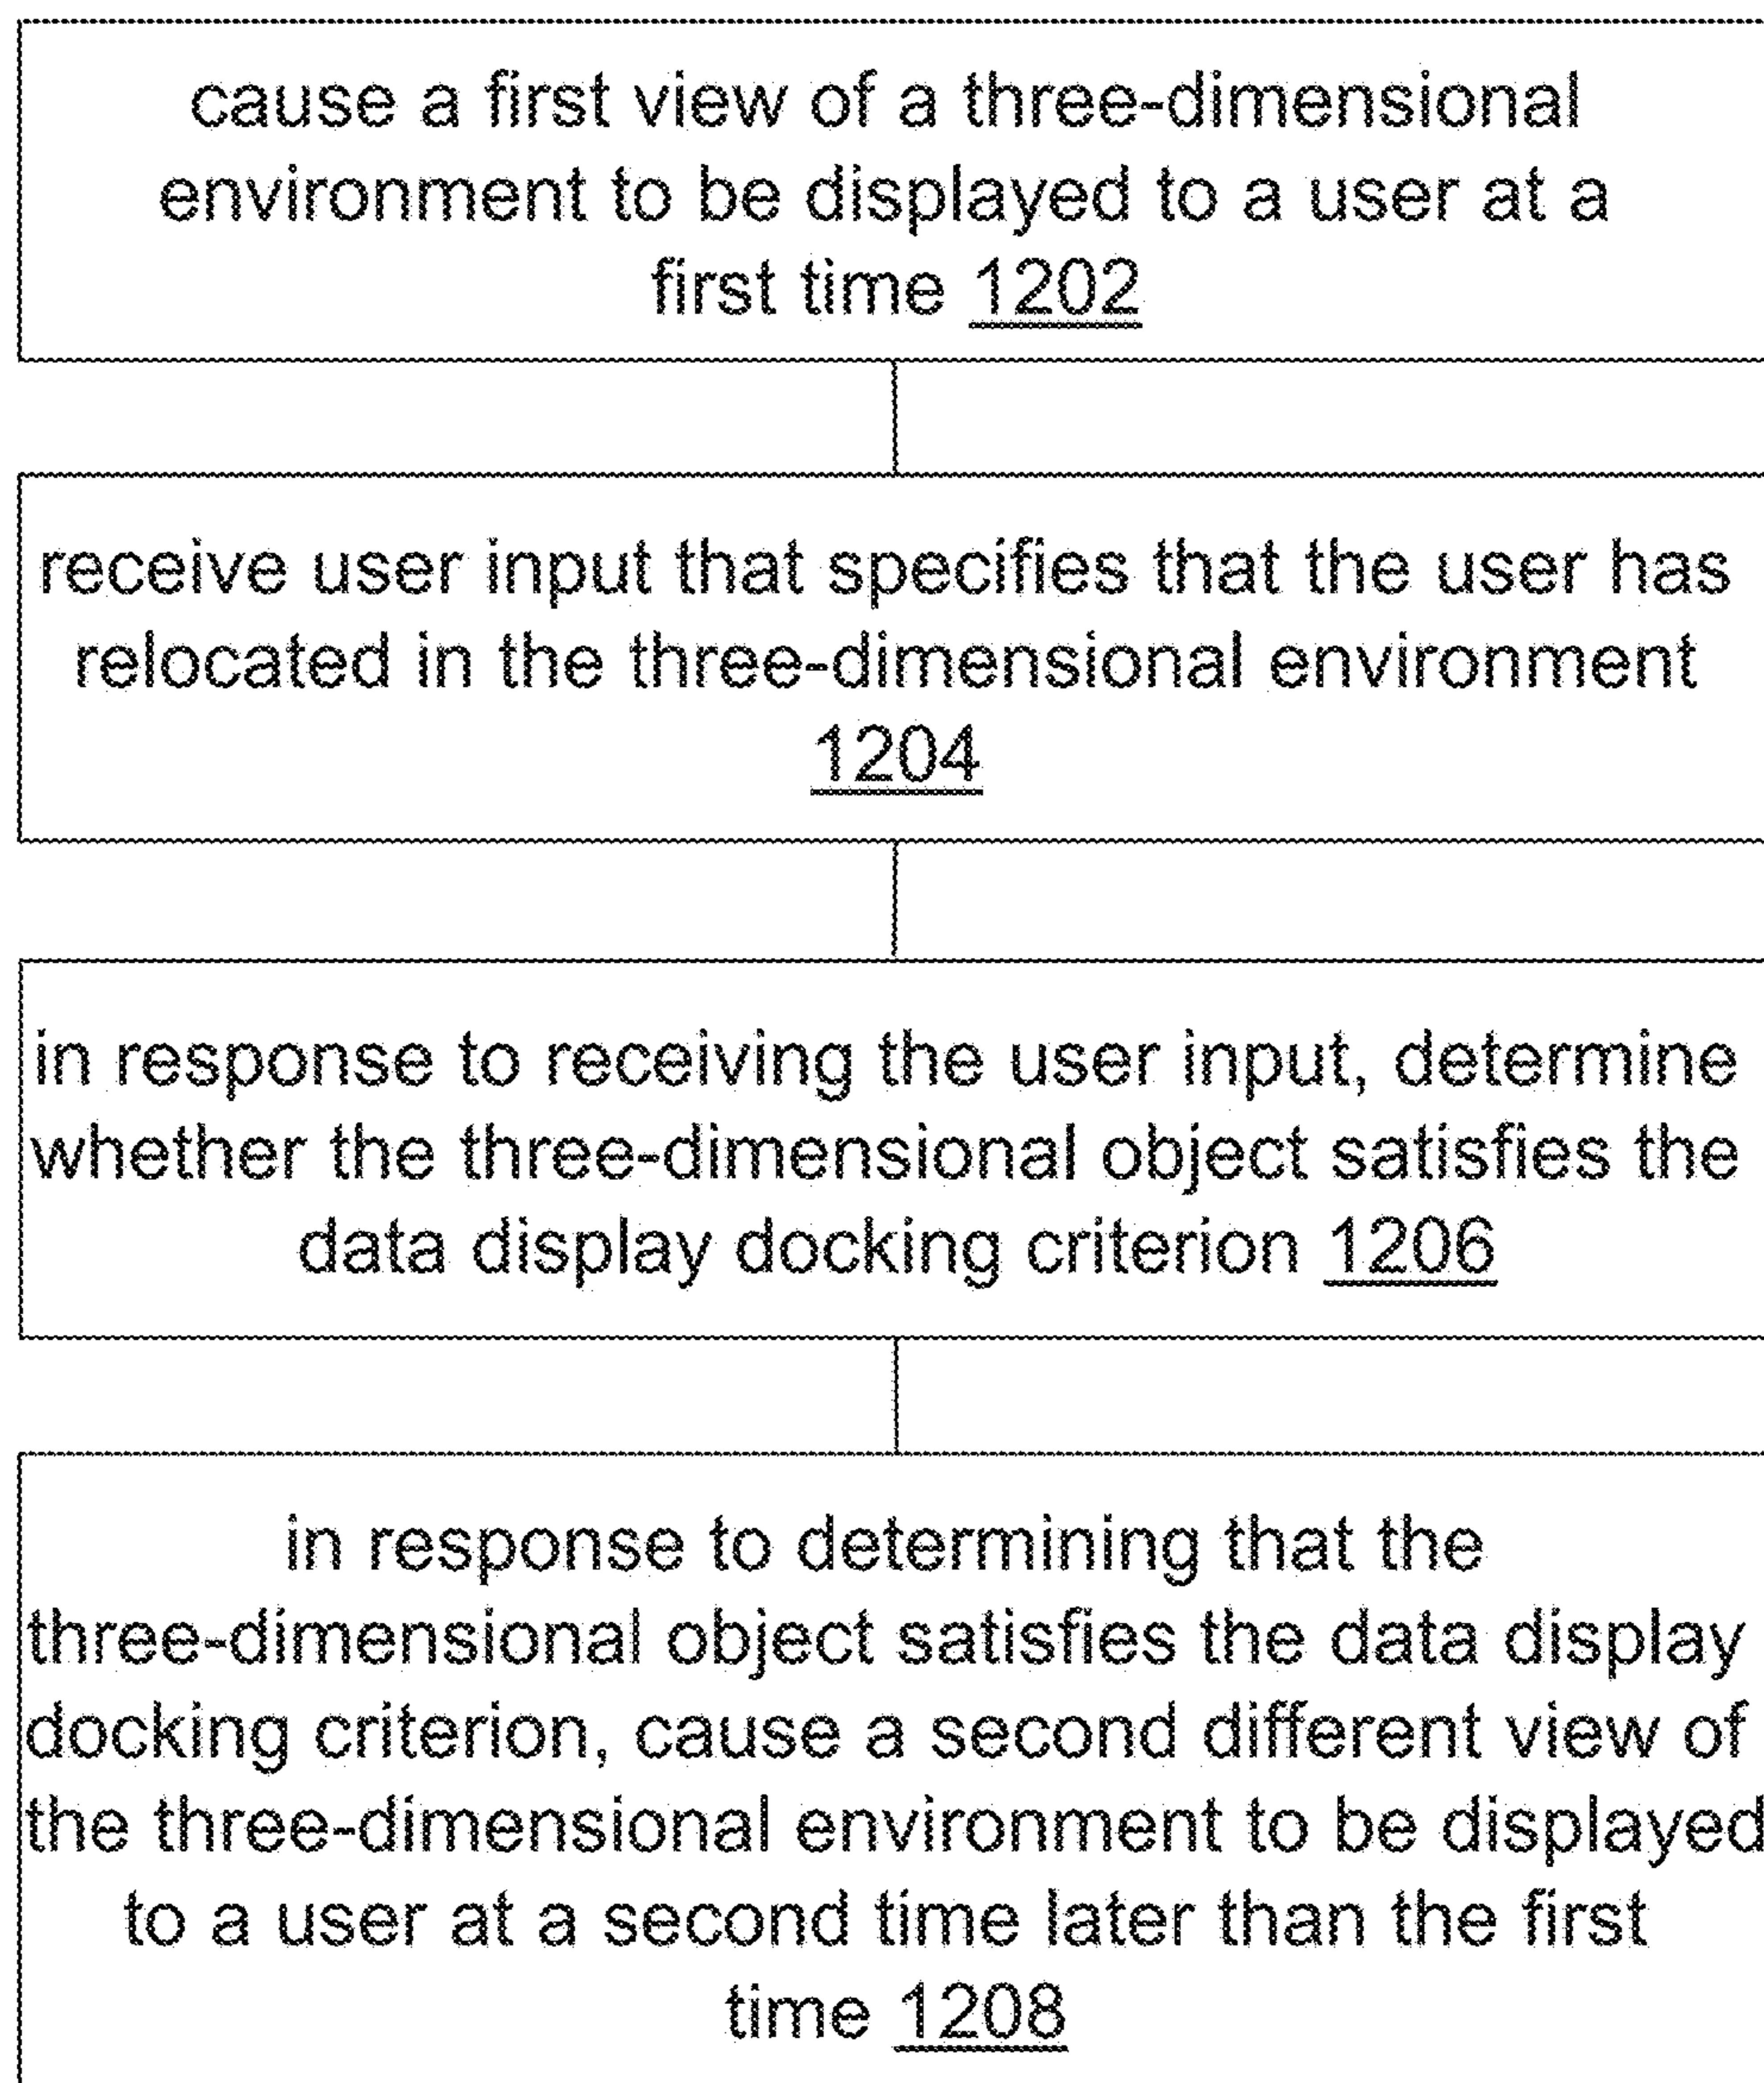 cause a first view of a three-dimensional
environment to be displayed to a user at a
first time 1202
receive user input that specifies that the user has
relocated in the three-dimensional environment
1204
in response to receiving the user input, determine
whether the three-dimensional object satisfies the
data display docking criterion 1206
in response to determining that the
three-dimensional object satisfies the data display
docking criterion, cause a second different view of
the three-dimensional environment to be displayed
to a user at a second time later than the first
time 1208